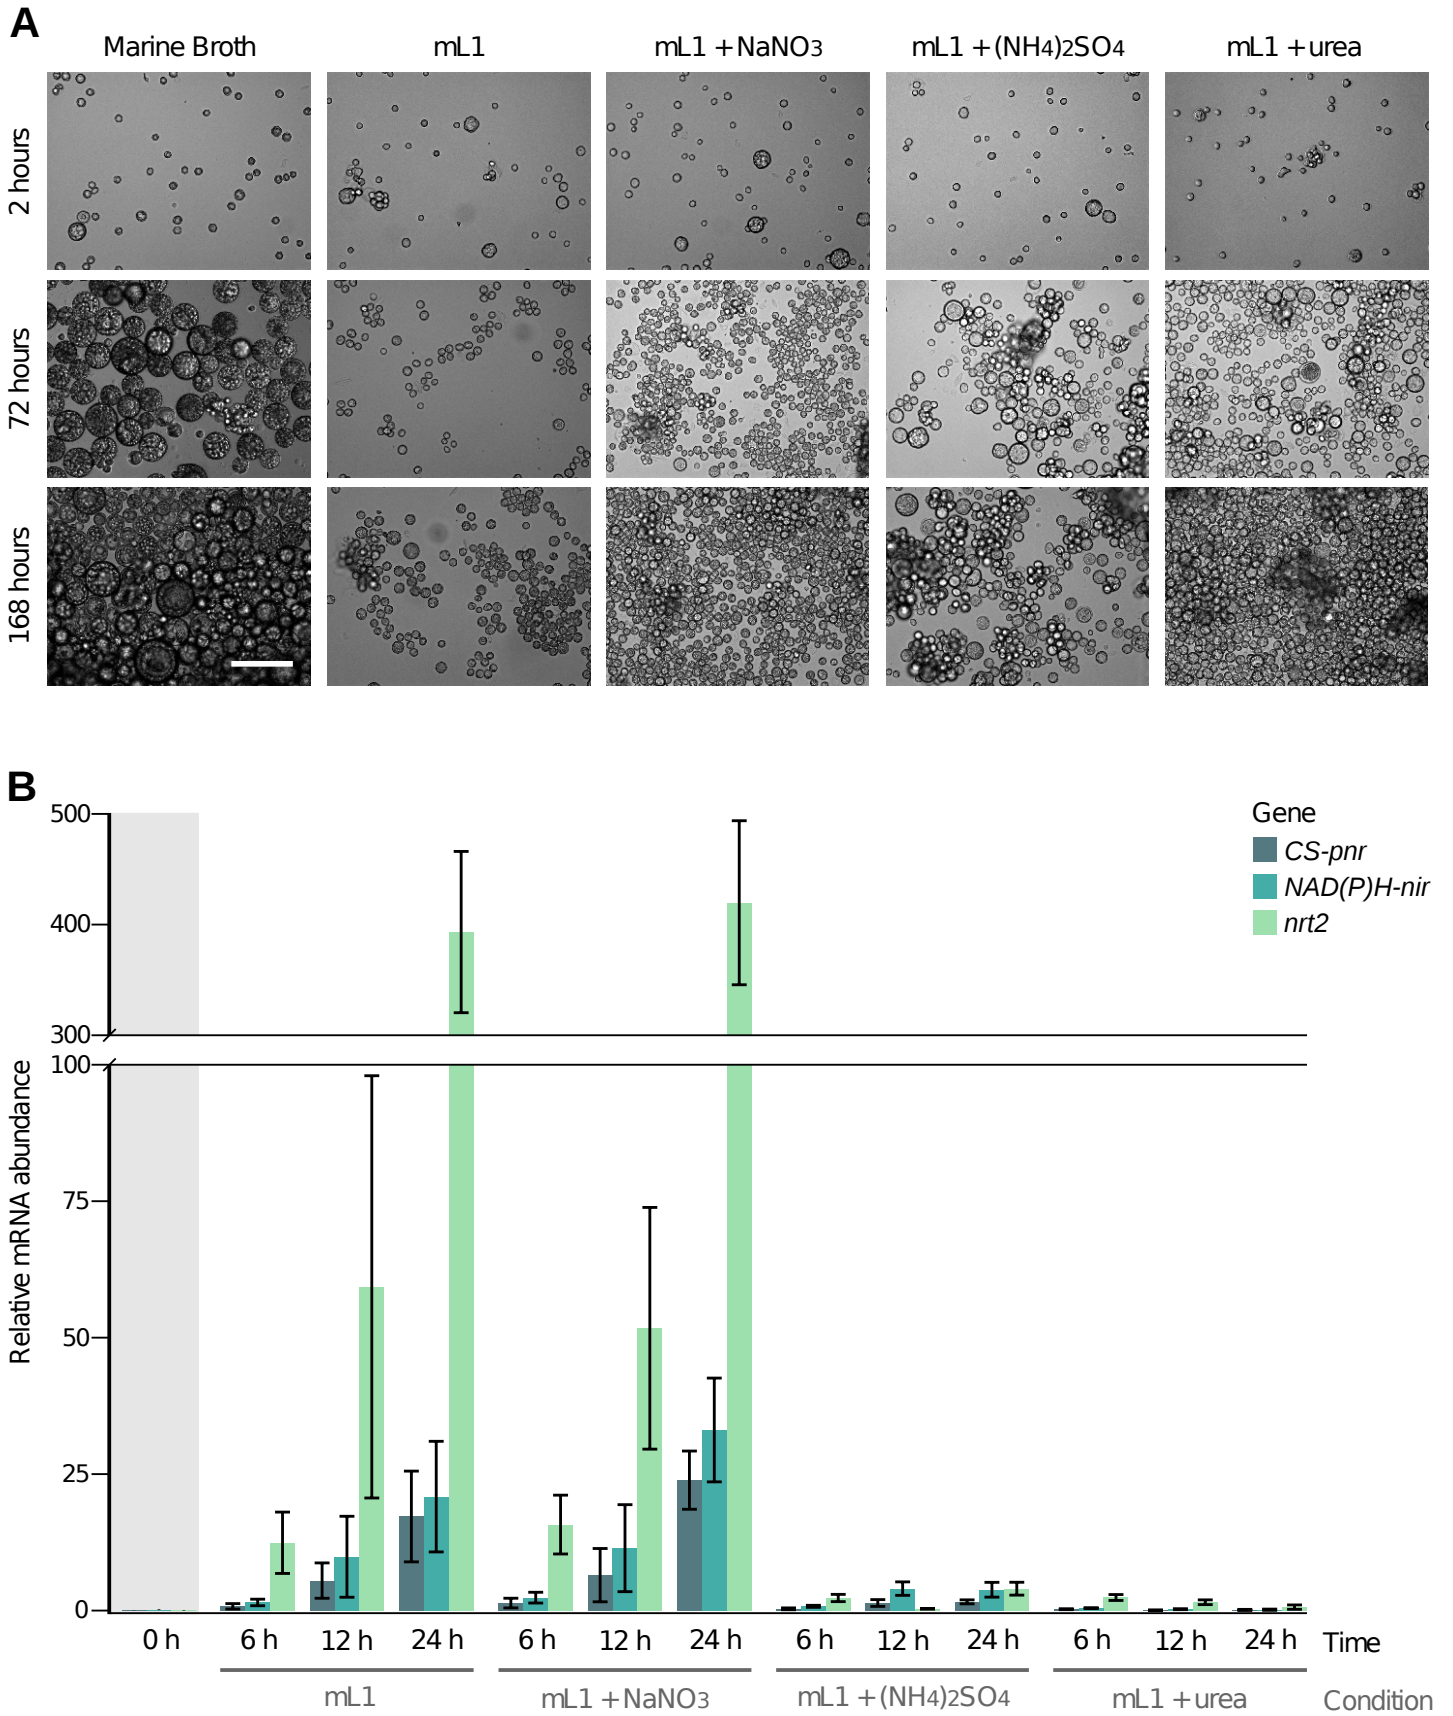 A
Marine Broth
mL1
mL1 + NaNO3
mL1 + (NH4)2SO4
mL1 + urea
2 hours
72 hours
168 hours
B
500
400
300
100
75
50
25
0
Relative mRNA abundance
Gene
CS-pnr
NAD(P)H-nir
nrt2
0 h 6 h 12 h 24 h 6 h 12 h 24 h 6 h 12 h 24 h 6 h 12 h 24 h Time
mL1 mL1 + NaNO3 mL1 + (NH4)2SO4 mL1 + urea Condition